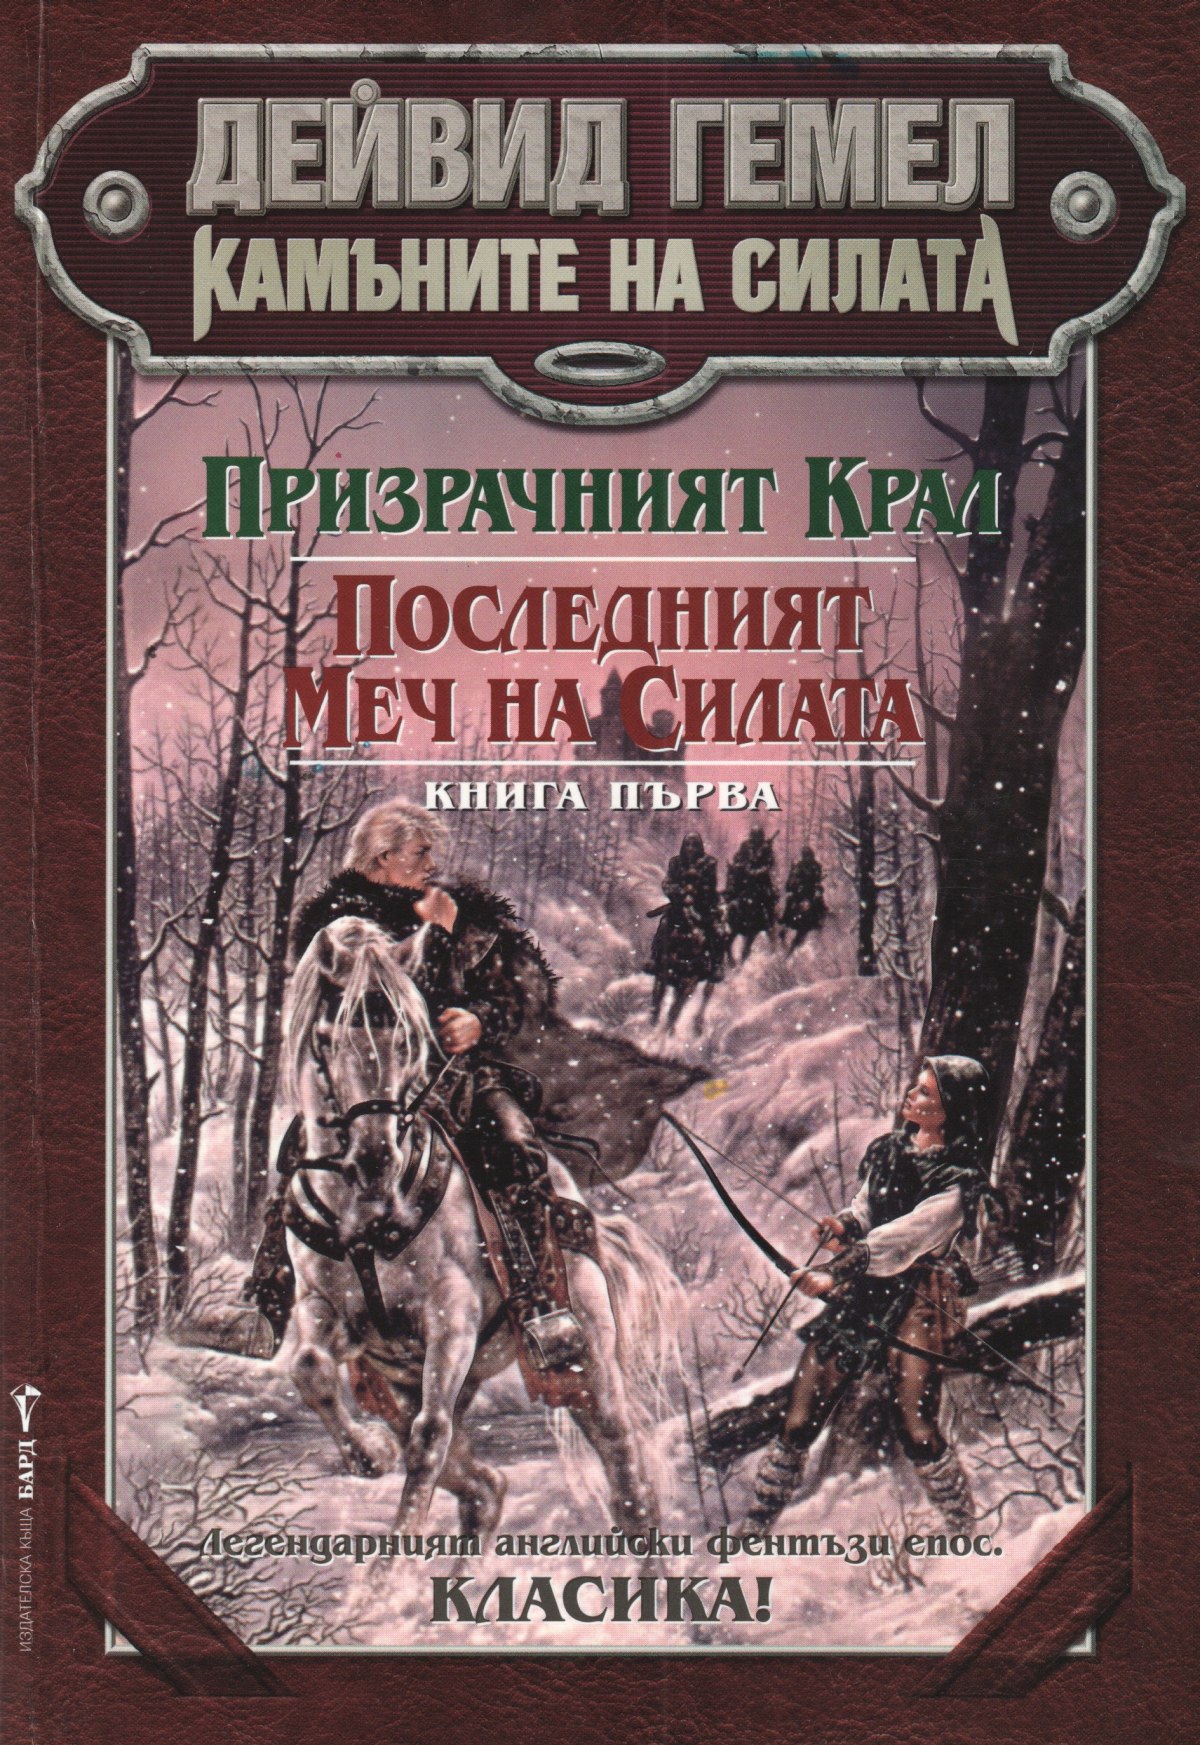 ДЕЙВИД ГЕМЕЛ
КАМЪНИТЕ НА СИЛАТА
ПРИЗРАЧНИЯТ КРАЛ
ПОСЛЕДНИЯТ
МЕЧ НА СИЛАТА
КНИГА ПЪРВА
Легендарният английски фентъзи епос.
КЛАСИКА!
ИЗДАТЕЛСКА КЪЩА БАРД